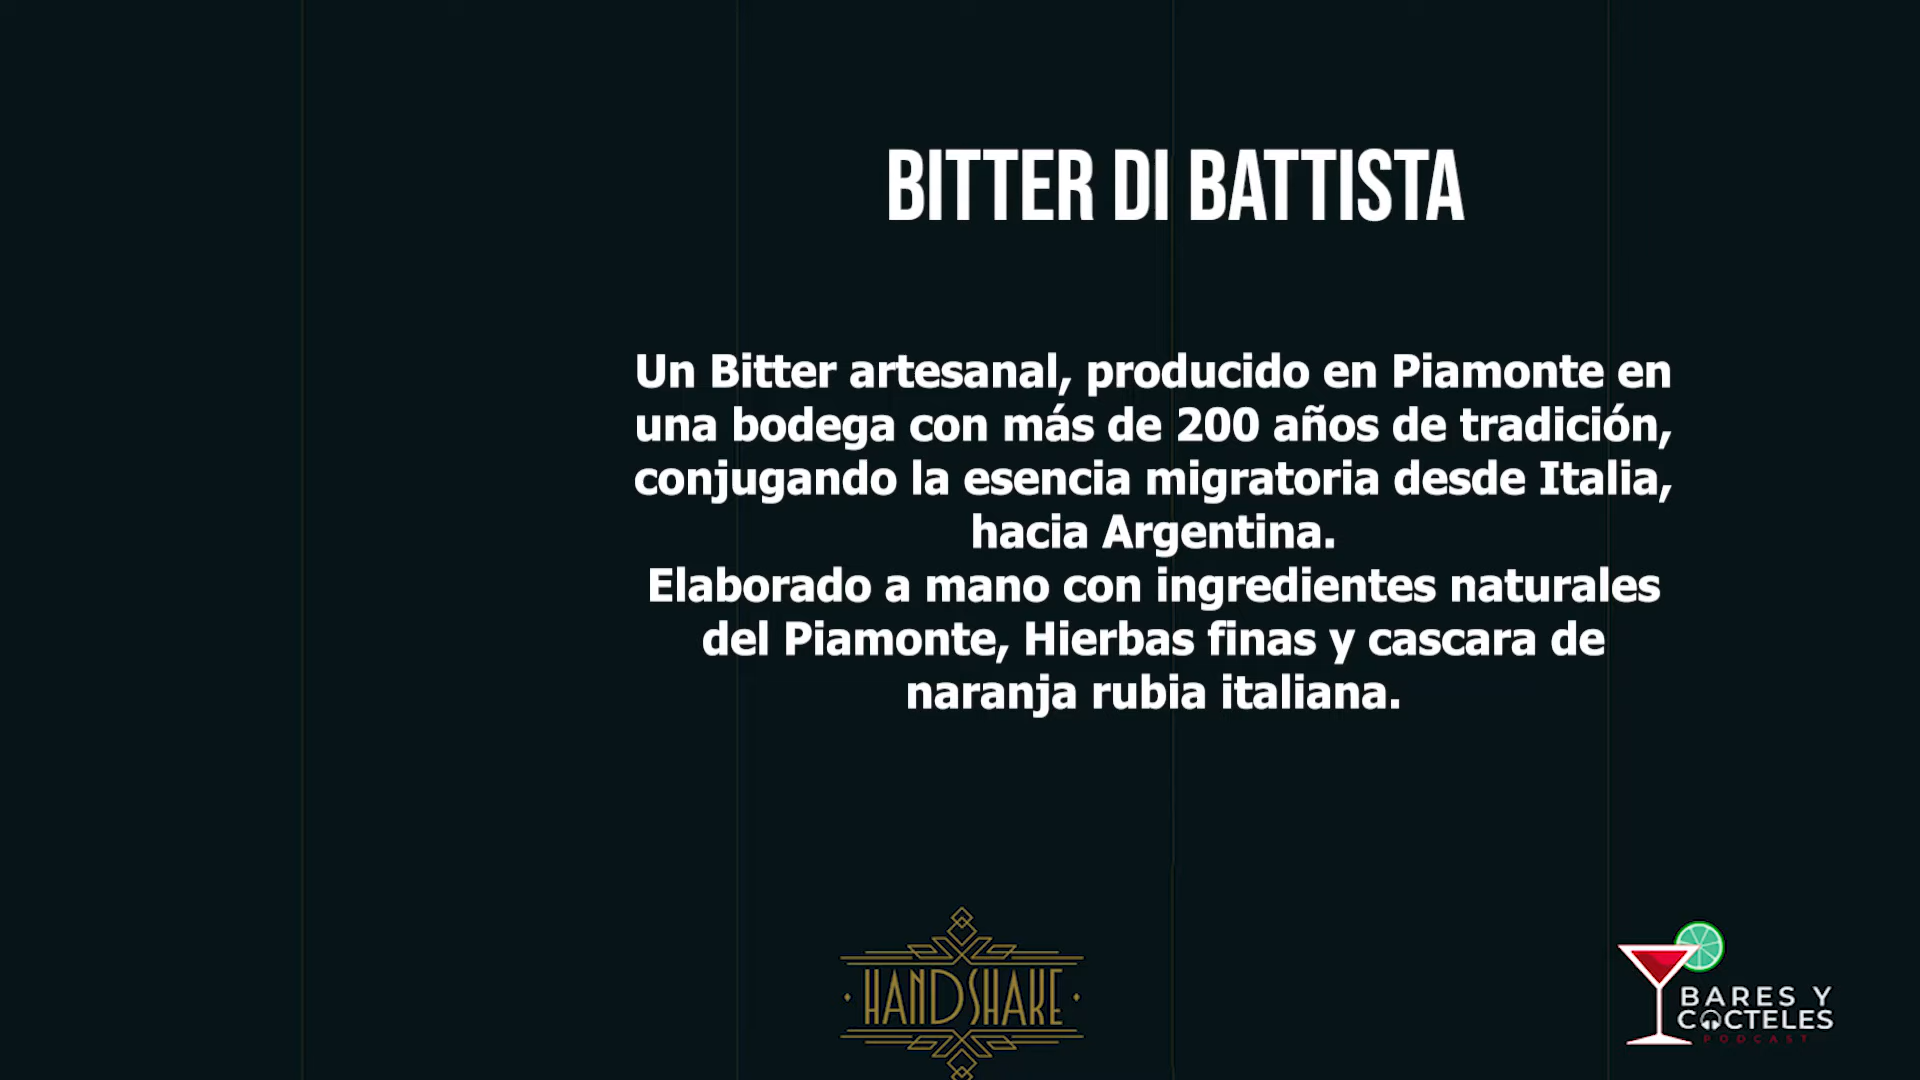 BITTER DI BATTISTA
Un Bitter artesanal, producido en Piamonte en
una bodega con más de 200 años de tradición,
conjugando la esencia migratoria desde Italia,
hacia Argentina.
Elaborado a mano con ingredientes naturales
del Piamonte, Hierbas finas y cascara de
naranja rubia italiana.
HANDSHAKE
BARES Y
COCTELES
PODCAST